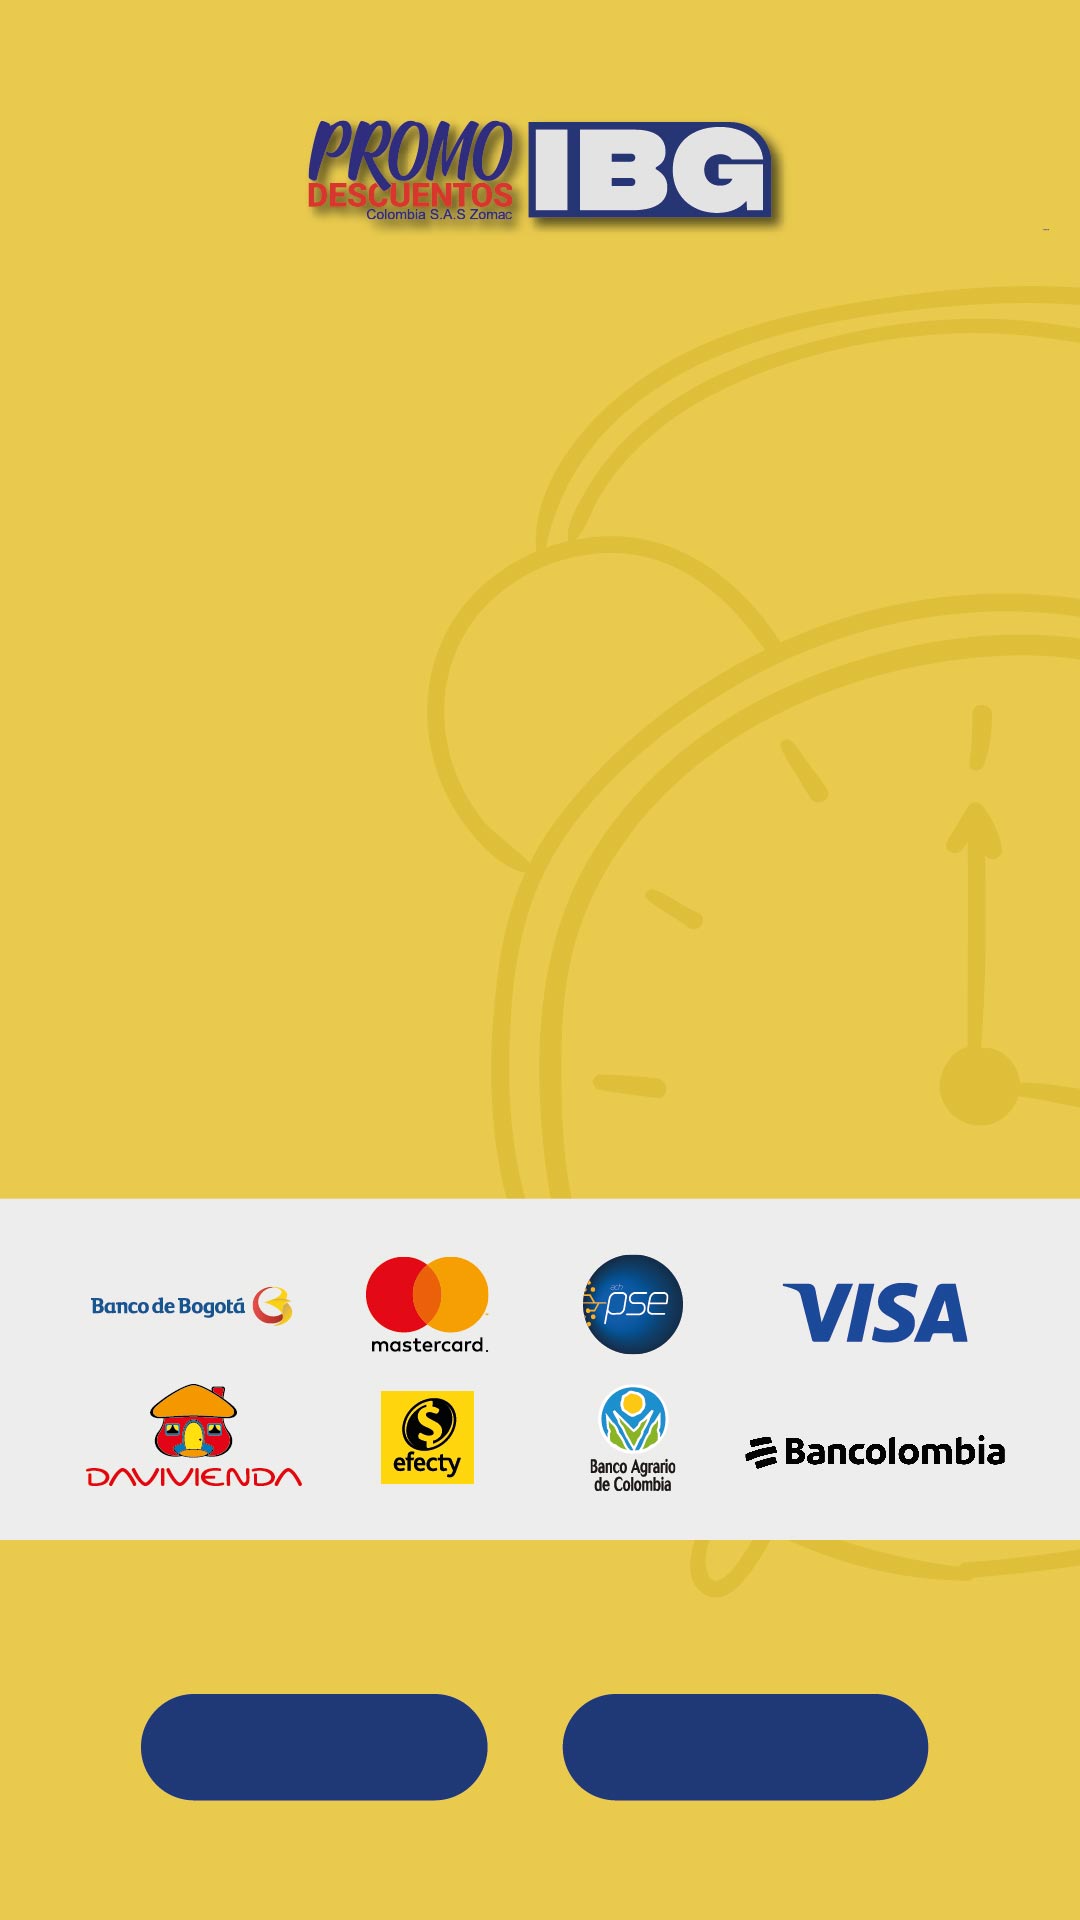 PROMO
DESCUENTOS
Colombia S.A.S Zomac
IBG
Banco de Bogotá
mastercard.
ach
pse
VISA
DAVIVIENDA
$
efecty
Banco Agrario
de Colombia
Bancolombia